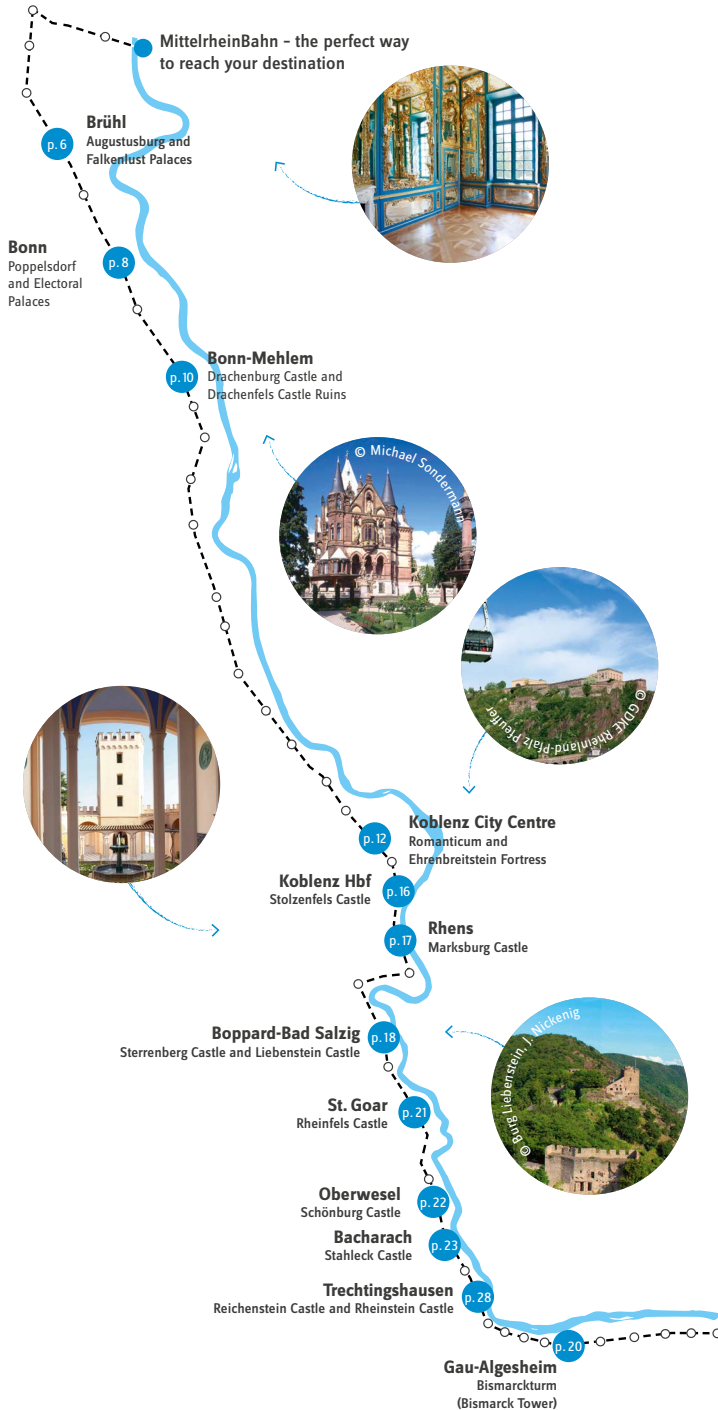 MittelrheinBahn – the perfect way
to reach your destination
Brühl
Augustusburg and
Falkenlust Palaces
p. 6
Bonn
Poppelsdorf
and Electoral
Palaces
p. 8
Bonn-Mehlem
Drachenburg Castle and
Drachenfels Castle Ruins
p. 10
© Michael Sondermann
© GDKE Rheinland-Pfalz Pfeuffer
Koblenz City Centre
Romanticum and
Ehrenbreitstein Fortress
p. 12
Koblenz Hbf
Stolzenfels Castle
p. 16
Rhens
Marksburg Castle
p. 17
Boppard-Bad Salzig
Sterrenberg Castle and Liebenstein Castle
p. 18
© Burg Liebenstein, J. Nickenig
St. Goar
Rheinfels Castle
p. 21
Oberwesel
Schönburg Castle
p. 22
Bacharach
Stahleck Castle
p. 23
Trechtingshausen
Reichenstein Castle and Rheinstein Castle
p. 28
p. 20
Gau-Algesheim
Bismarckturm
(Bismarck Tower)